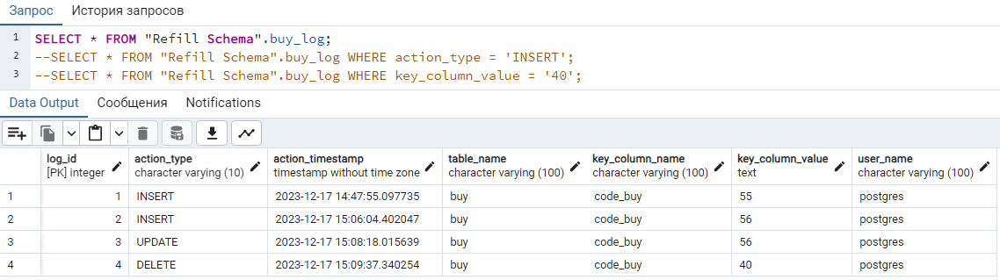 Запрос История запросов
1 SELECT * FROM "Refill Schema".buy_log;
2 --SELECT * FROM "Refill Schema".buy_log WHERE action_type = 'INSERT';
3 --SELECT * FROM "Refill Schema".buy_log WHERE key_column_value = '40';
Data Output Сообщения Notifications
log_id action_type action_timestamp table_name key_column_name key_column_value user_name
[PK] integer character varying (10) timestamp without time zone character varying (100) character varying (100) text character varying (100)
1 1 INSERT 2023-12-17 14:47:55.097735 buy code_buy 55 postgres
2 2 INSERT 2023-12-17 15:06:04.402047 buy code_buy 56 postgres
3 3 UPDATE 2023-12-17 15:08:18.015639 buy code_buy 56 postgres
4 4 DELETE 2023-12-17 15:09:37.340254 buy code_buy 40 postgres